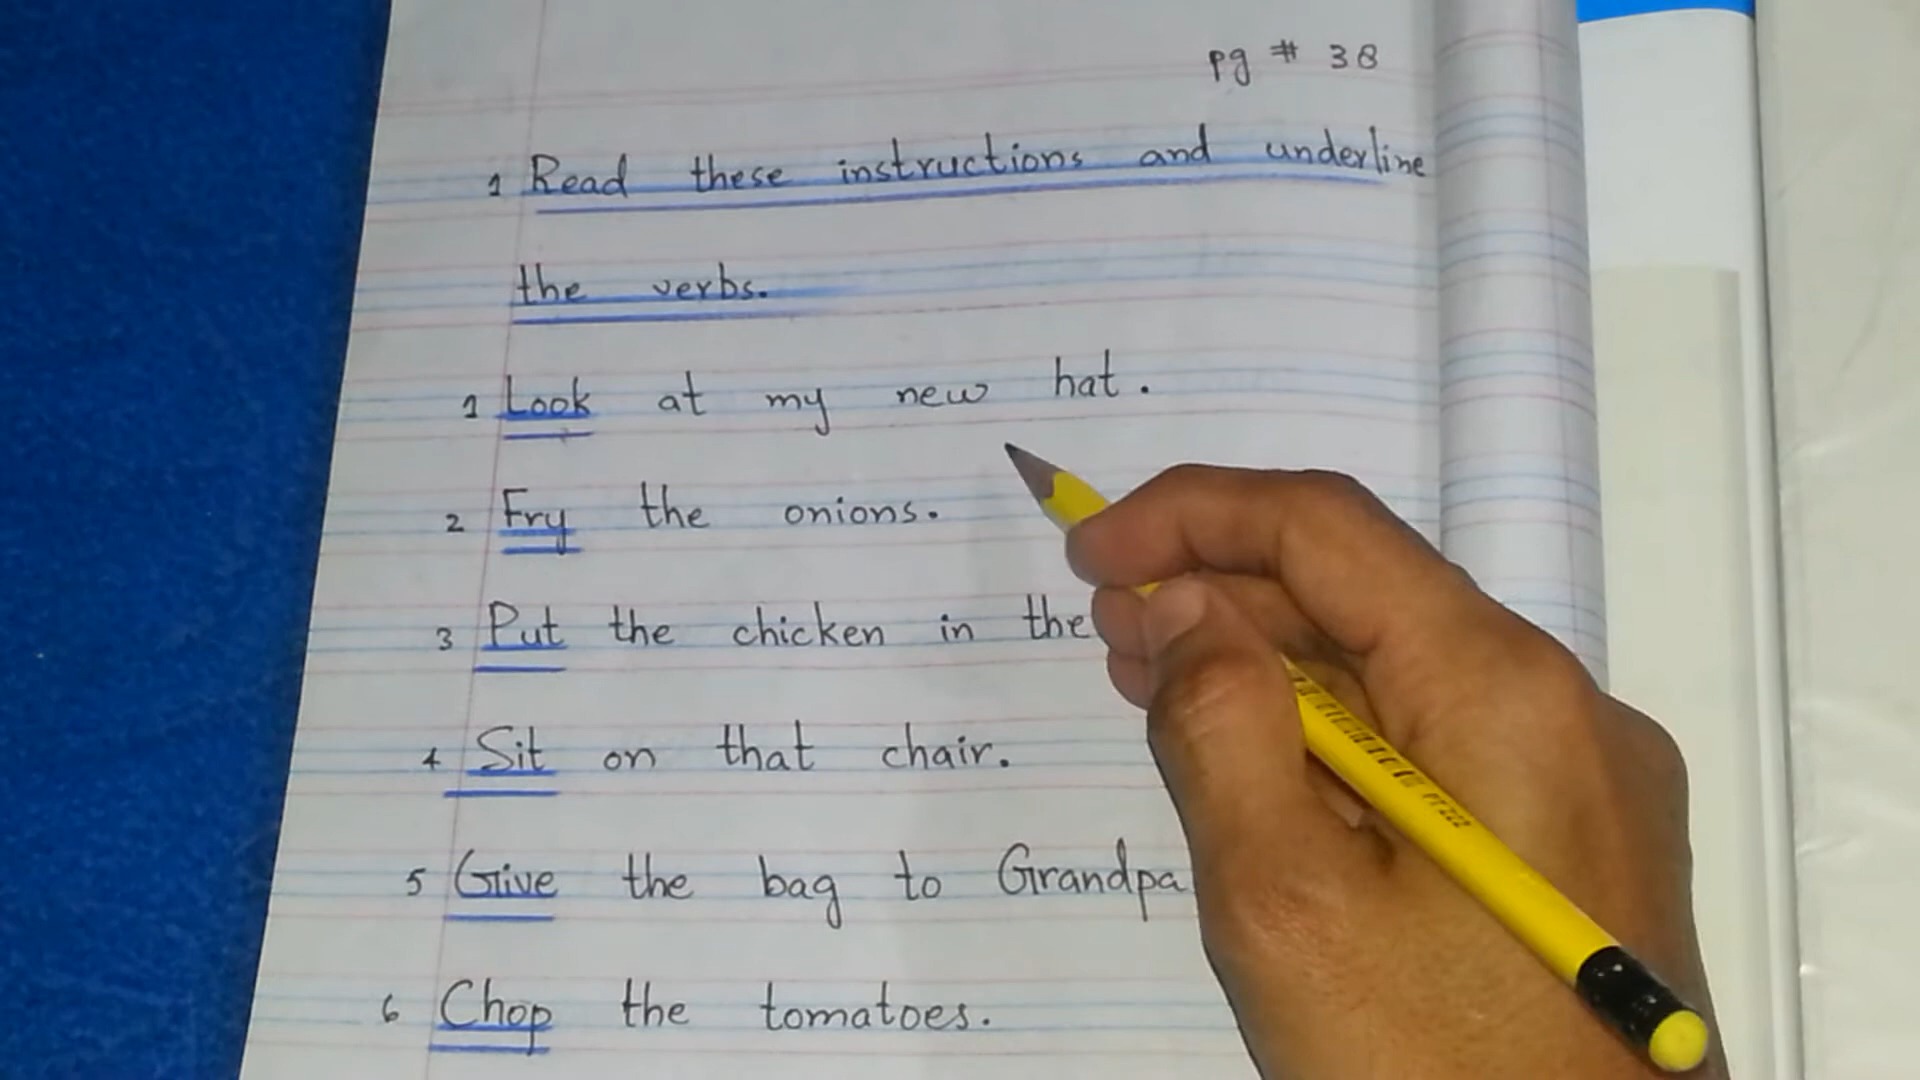 pg # 38
1 Read these instructions and underline
the verbs.
1 Look at my new hat.
2 Fry the onions.
3 Put the chicken in the
4 Sit on that chair.
5 Give the bag to Grandpa
6 Chop the tomatoes.